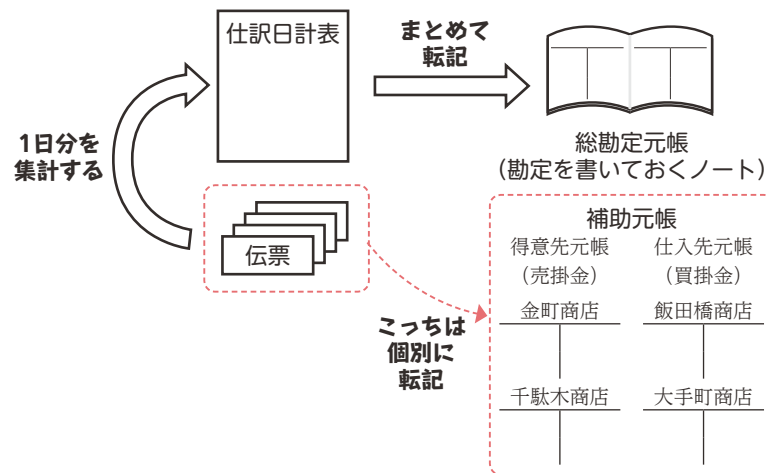 仕訳日計表
まとめて
転記
1日分を
集計する
総勘定元帳
(勘定を書いておくノート)
伝票
こっちは
個別に
転記
補助元帳
得意先元帳
(売掛金)
仕入先元帳
(買掛金)
金町商店
飯田橋商店
千駄木商店
大手町商店